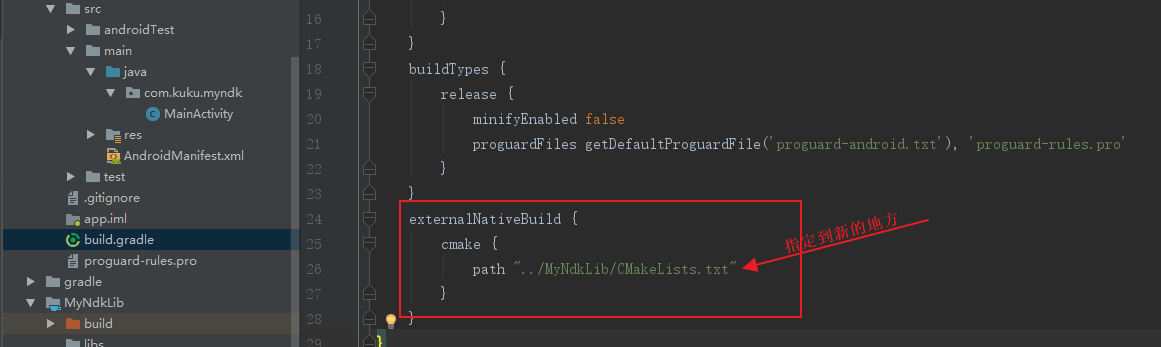 src
androidTest
main
java
com.kuku.myndk
MainActivity
res
AndroidManifest.xml
test
.gitignore
app.iml
build.gradle
proguard-rules.pro
gradle
MyNdkLib
build
libs
16 }
17 }
18 buildTypes {
19 release {
20 minifyEnabled false
21 proguardFiles getDefaultProguardFile('proguard-android.txt'), 'proguard-rules.pro'
22 }
23 }
24 externalNativeBuild {
25 cmake {
26 path "../MyNdkLib/CMakeLists.txt"
27 }
28 }
29 }
指定到新的地方